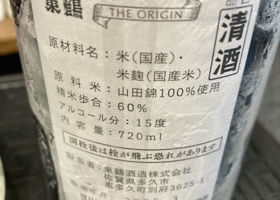 東鶴
THE ORIGIN
清酒
原材料名：米（国産）・
米麹（国産米）
原料米：山田錦100％使用
精米歩合：60％
アルコール分：15度
内容量：720ml
開栓後は栓が飛ぶ恐れがあります
製造者：東鶴酒造株式会社
佐賀県多久市
東多久町別府3625-1